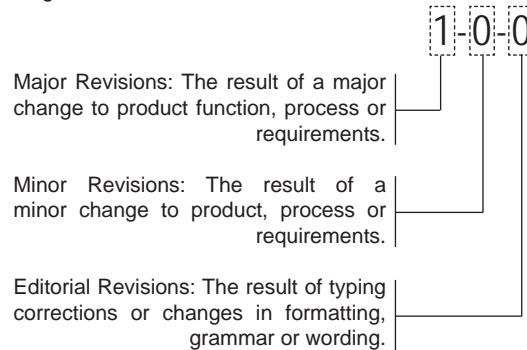 1-0-0
Major Revisions: The result of a major
change to product function, process or
requirements.
Minor Revisions: The result of a
minor change to product, process or
requirements.
Editorial Revisions: The result of typing
corrections or changes in formatting,
grammar or wording.